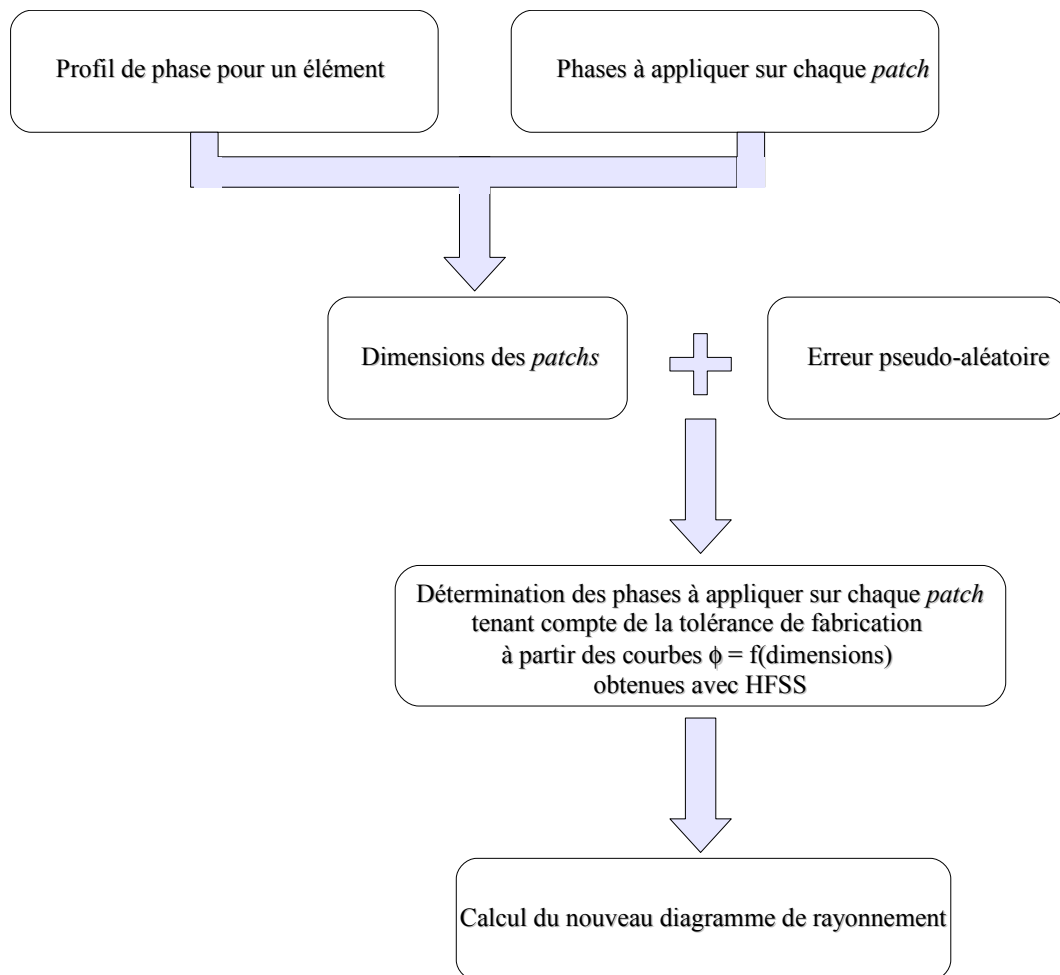 Profil de phase pour un élément
Phases à appliquer sur chaque patch
Dimensions des patchs
Erreur pseudo-aléatoire
Détermination des phases à appliquer sur chaque patch
tenant compte de la tolérance de fabrication
à partir des courbes ϕ = f(dimensions)
obtenues avec HFSS
Calcul du nouveau diagramme de rayonnement